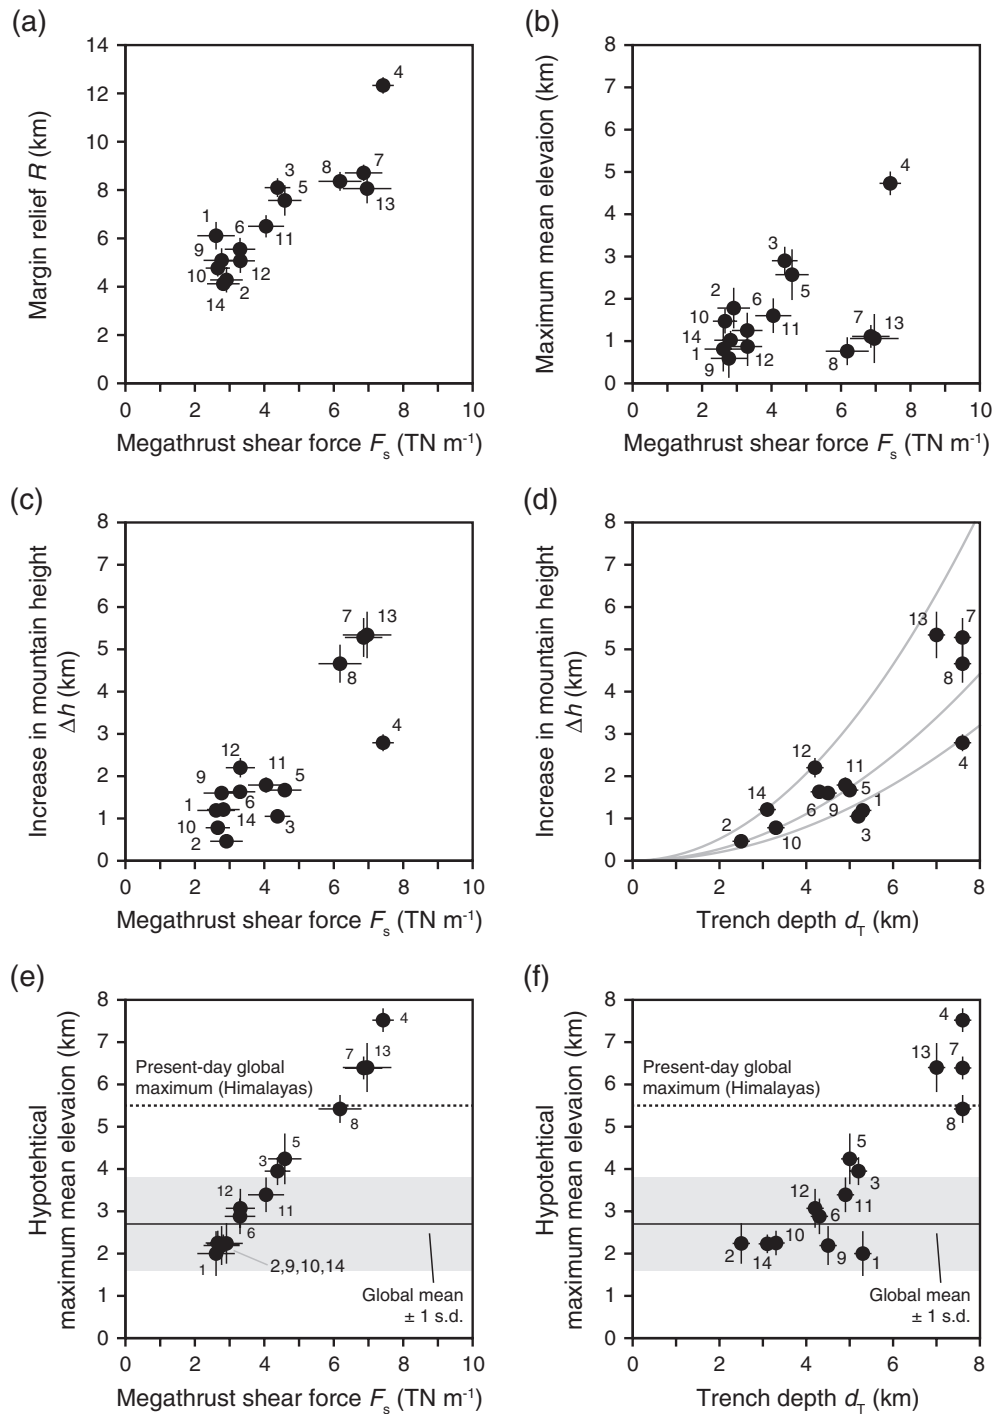 (a)
Margin relief R (km)
14
12
10
8
6
4
2
0
0 2 4 6 8 10
1 9 10 14 6 12 2 3 5 11 8 7 13 4
Megathrust shear force Fs (TN m-1)
(b)
Maximum mean elevaion (km)
8
7
6
5
4
3
2
1
0
2 4 6 8 10
2 10 14 1 9 6 12 3 5 11 8 7 13 4
Megathrust shear force Fs (TN m-1)
(c)
Increase in mountain height
Δh (km)
8
7
6
5
4
3
2
1
0
0 2 4 6 8 10
12 9 1 10 2 6 14 11 5 3 7 13 8 4
Megathrust shear force Fs (TN m-1)
(d)
Increase in mountain height
Δh (km)
8
7
6
5
4
3
2
1
0
0 2 4 6 8
2 14 10 12 6 9 11 5 1 3 13 7 8 4
Trench depth dT (km)
(e)
Hypotehtical
maximum mean elevaion (km)
8
7
6
5
4
3
2
1
0
0 2 4 6 8 10
Present-day global
maximum (Himalayas)
4 7 13 8 5 3 12 11 6 1
2,9,10,14
Global mean
± 1 s.d.
Megathrust shear force Fs (TN m-1)
(f)
Hypotehtical
maximum mean elevaion (km)
8
7
6
5
4
3
2
1
0
0 2 4 6 8
Present-day global
maximum (Himalayas)
4 13 7 8 5 3 12 11 6 2 14 10 9 1
Global mean
± 1 s.d.
Trench depth dT (km)